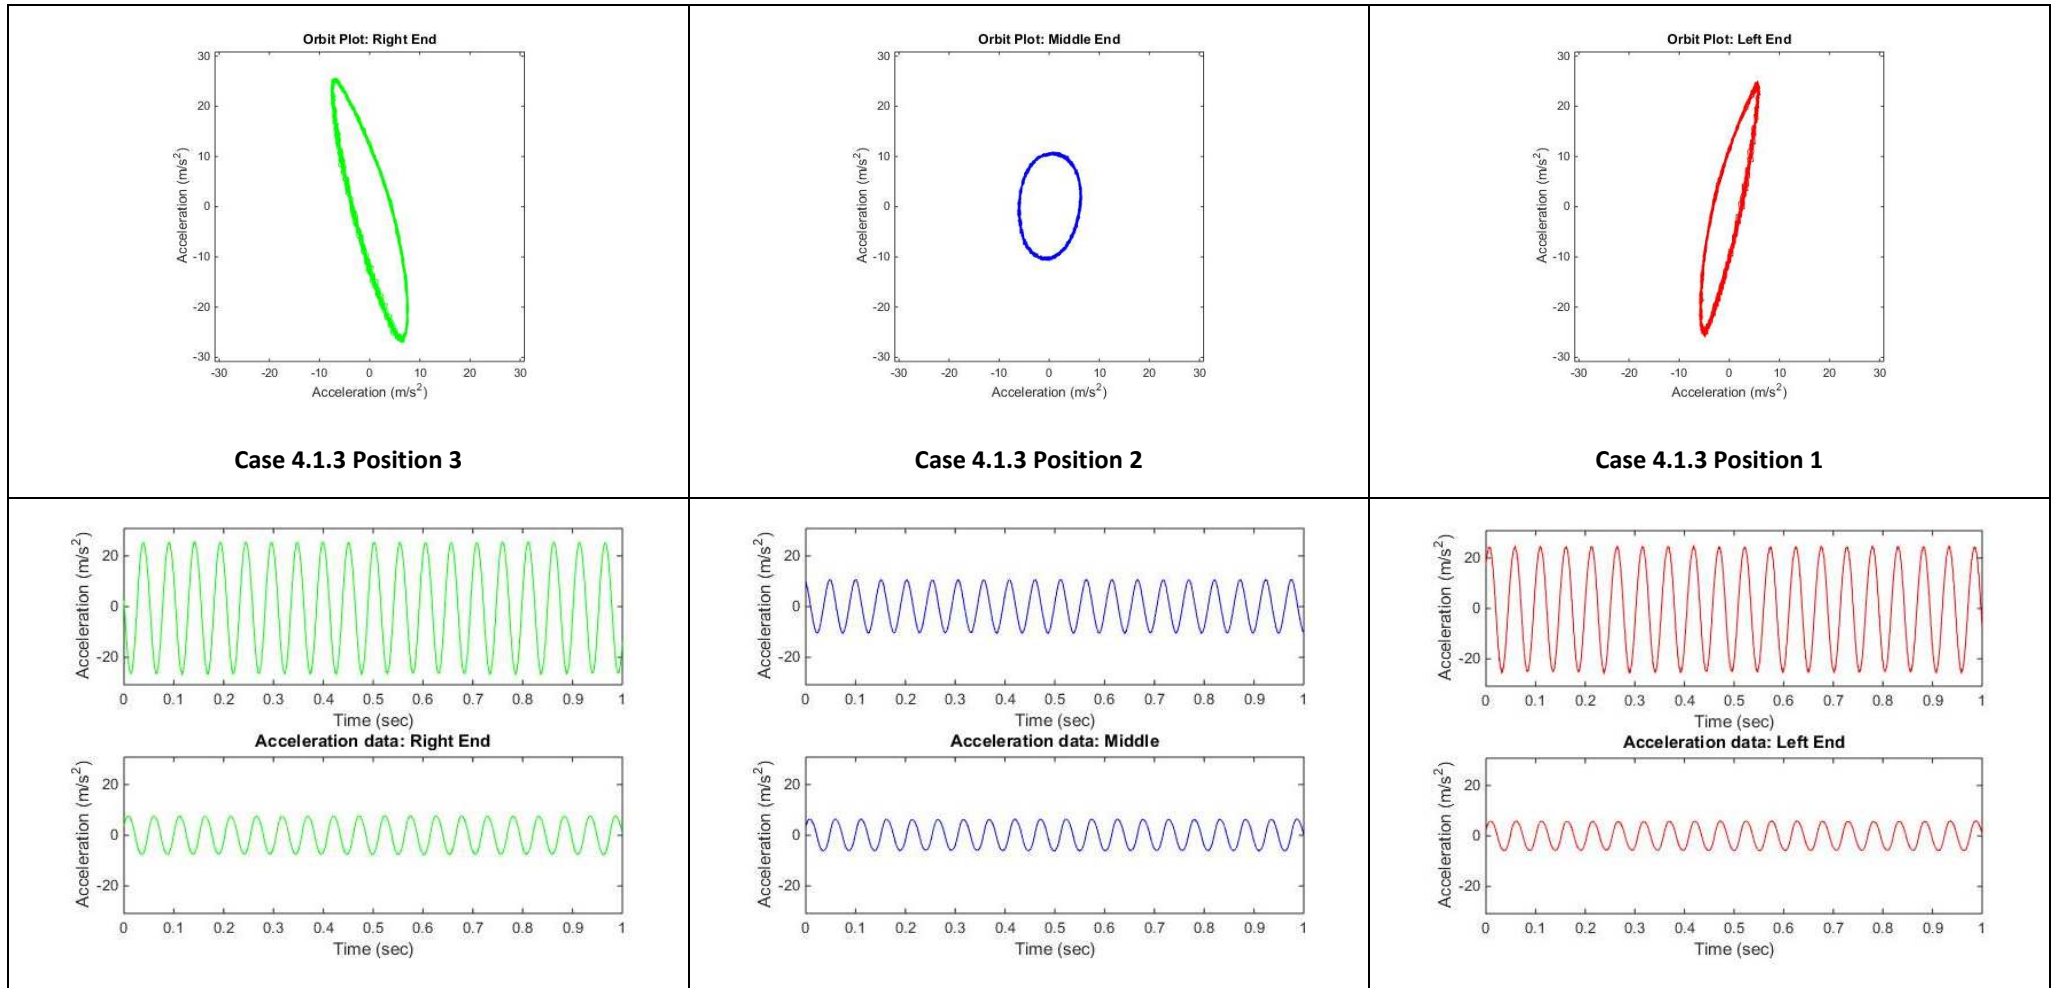 Orbit Plot: Right End
30
20
10
0
-10
-20
-30
Acceleration (m/s2)
-30 -20 -10 0 10 20 30
Acceleration (m/s2)
Case 4.1.3 Position 3
Orbit Plot: Middle End
30
20
10
0
-10
-20
-30
Acceleration (m/s2)
-30 -20 -10 0 10 20 30
Acceleration (m/s2)
Case 4.1.3 Position 2
Orbit Plot: Left End
30
20
10
0
-10
-20
-30
Acceleration (m/s2)
-30 -20 -10 0 10 20 30
Acceleration (m/s2)
Case 4.1.3 Position 1
20
0
-20
Acceleration (m/s2)
0 0.1 0.2 0.3 0.4 0.5 0.6 0.7 0.8 0.9 1
Time (sec)
Acceleration data: Right End
20
0
-20
Acceleration (m/s2)
0 0.1 0.2 0.3 0.4 0.5 0.6 0.7 0.8 0.9 1
Time (sec)
20
0
-20
Acceleration (m/s2)
0 0.1 0.2 0.3 0.4 0.5 0.6 0.7 0.8 0.9 1
Time (sec)
Acceleration data: Middle
20
0
-20
Acceleration (m/s2)
0 0.1 0.2 0.3 0.4 0.5 0.6 0.7 0.8 0.9 1
Time (sec)
20
0
-20
Acceleration (m/s2)
0 0.1 0.2 0.3 0.4 0.5 0.6 0.7 0.8 0.9 1
Time (sec)
Acceleration data: Left End
20
0
-20
Acceleration (m/s2)
0 0.1 0.2 0.3 0.4 0.5 0.6 0.7 0.8 0.9 1
Time (sec)